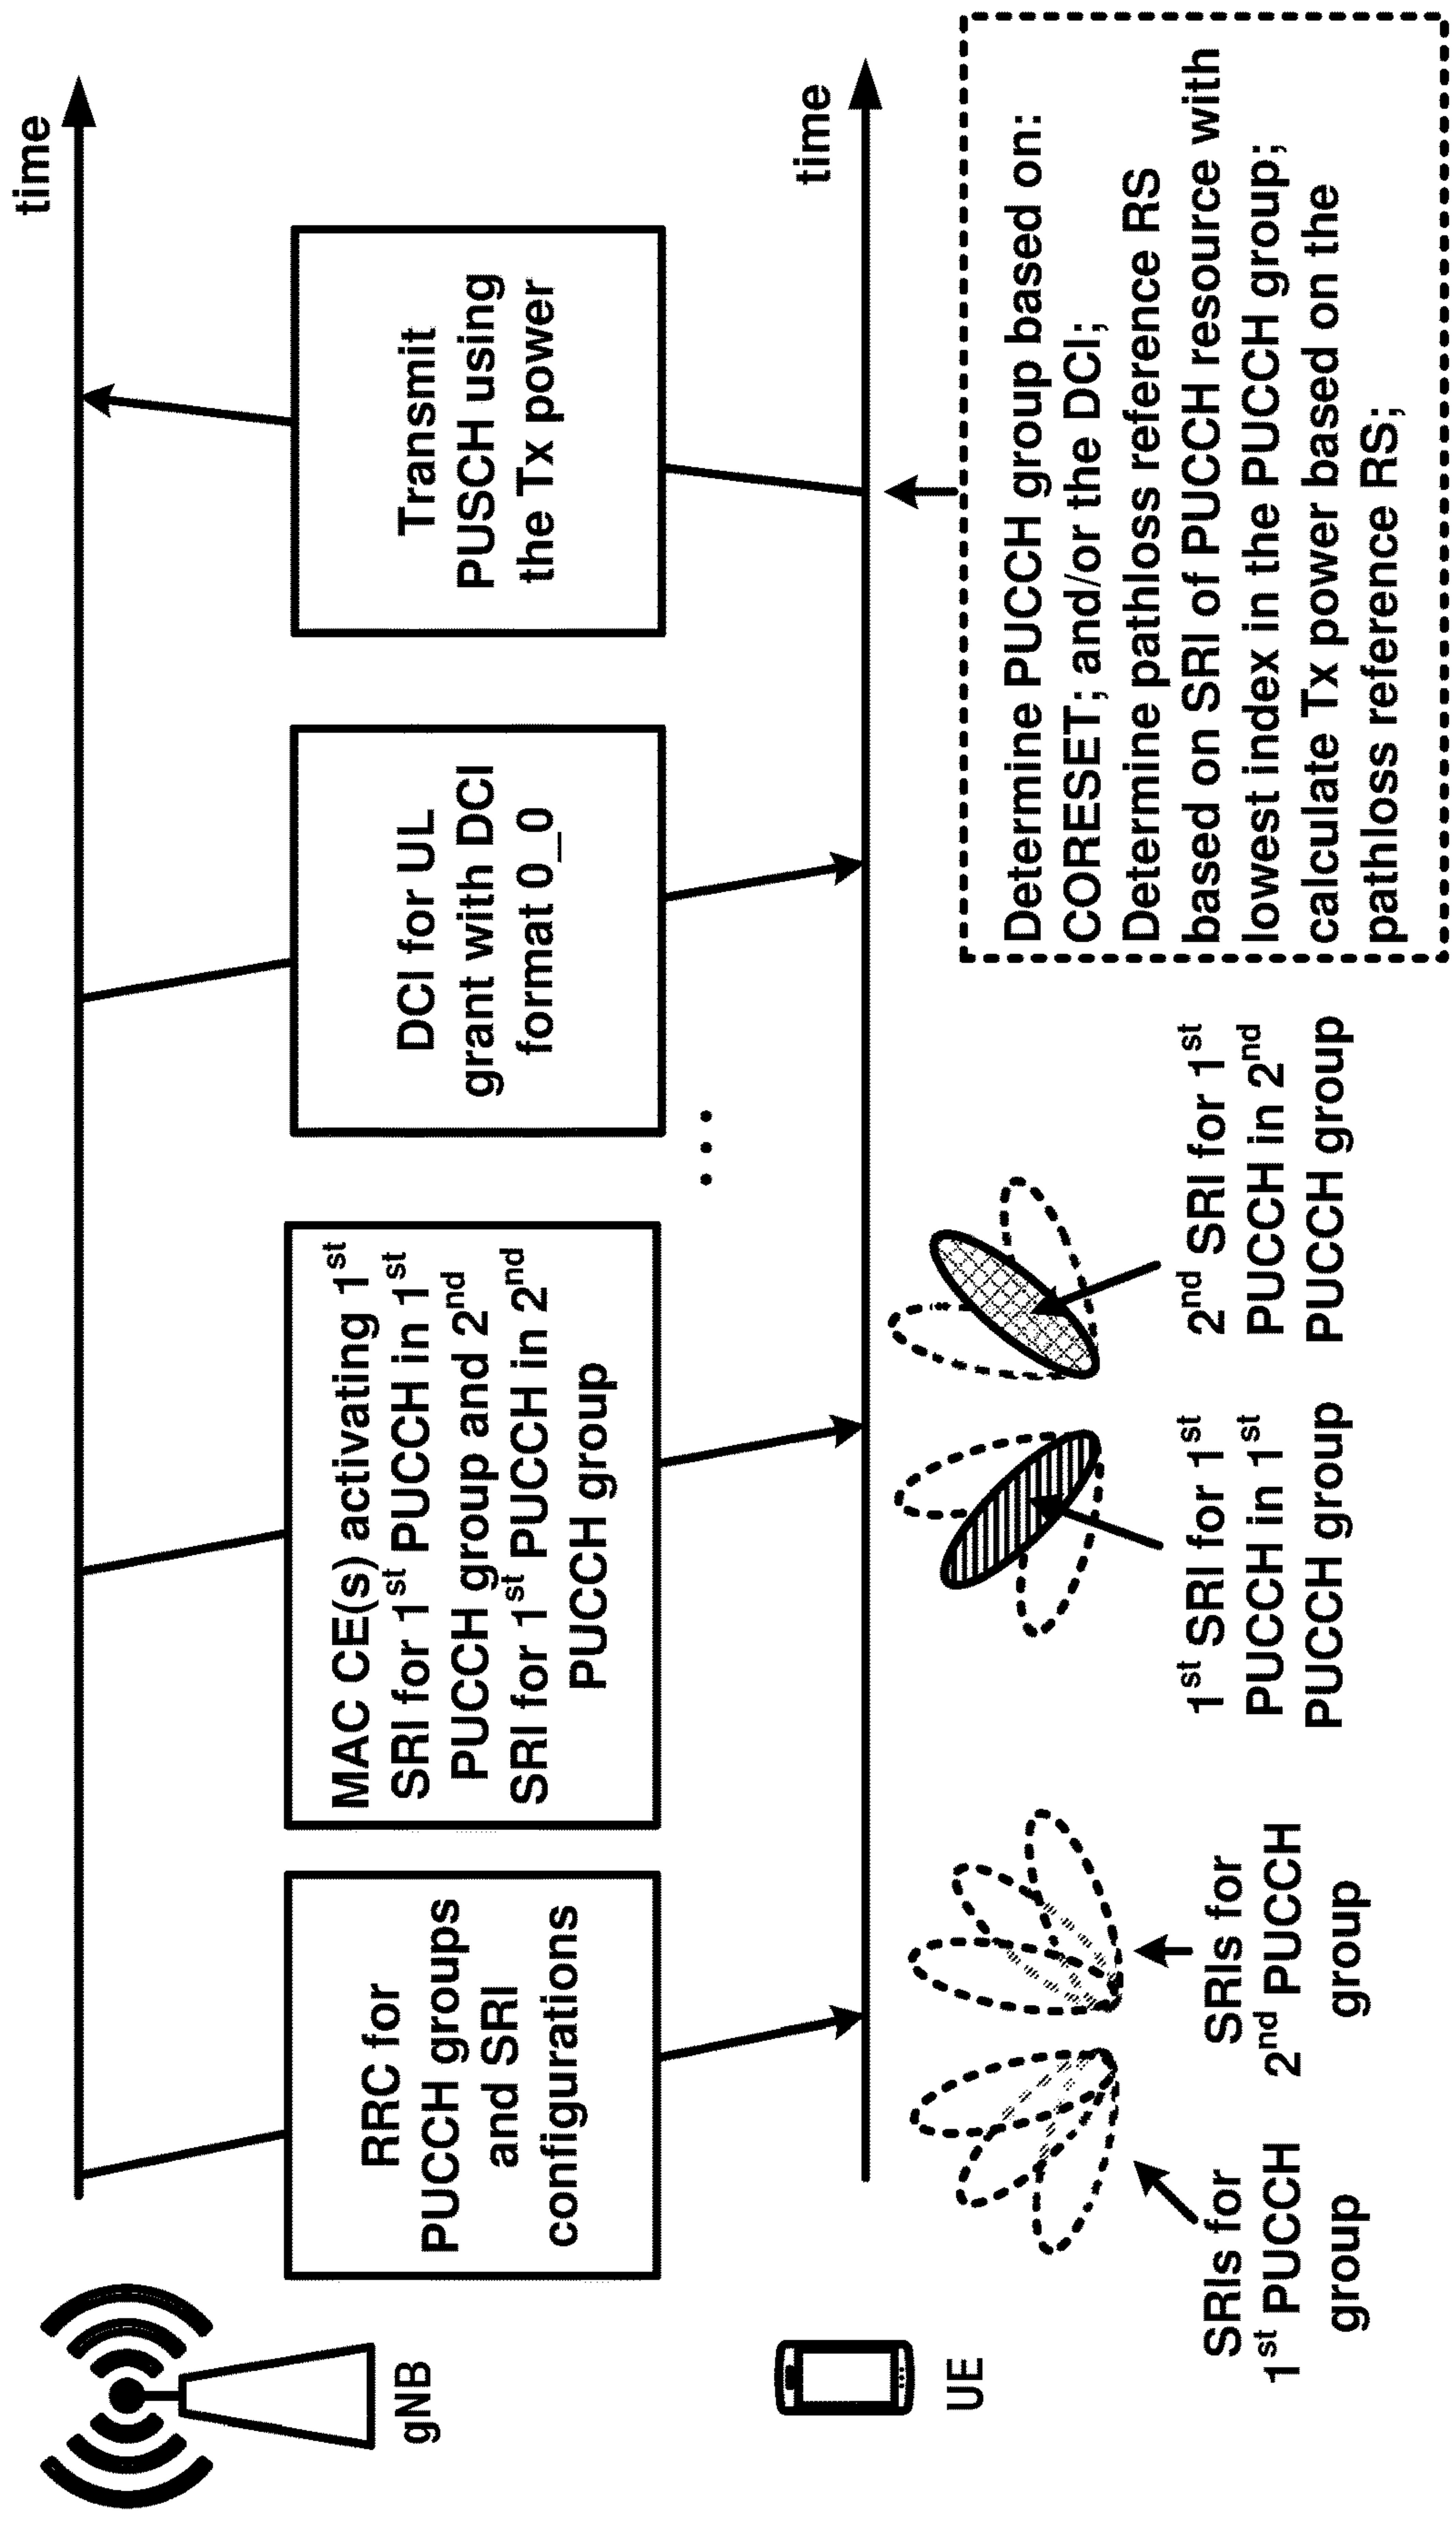 time
RRC for
PUCCH groups
and SRI
configurations
MAC CE(s) activating 1st
SRI for 1st PUCCH in 1st
PUCCH group and 2nd
SRI for 1st PUCCH in 2nd
PUCCH group
DCI for UL
grant with DCI
format 0_0
Transmit
PUSCH using
the Tx power
gNB
...
time
UE
SRIs for
1st PUCCH
group
SRIs for
2nd PUCCH
group
1st SRI for 1st
PUCCH in 1st
PUCCH group
2nd SRI for 1st
PUCCH in 2nd
PUCCH group
Determine PUCCH group based on:
CORESET; and/or the DCI;
Determine pathloss reference RS
based on SRI of PUCCH resource with
lowest index in the PUCCH group;
calculate Tx power based on the
pathloss reference RS;